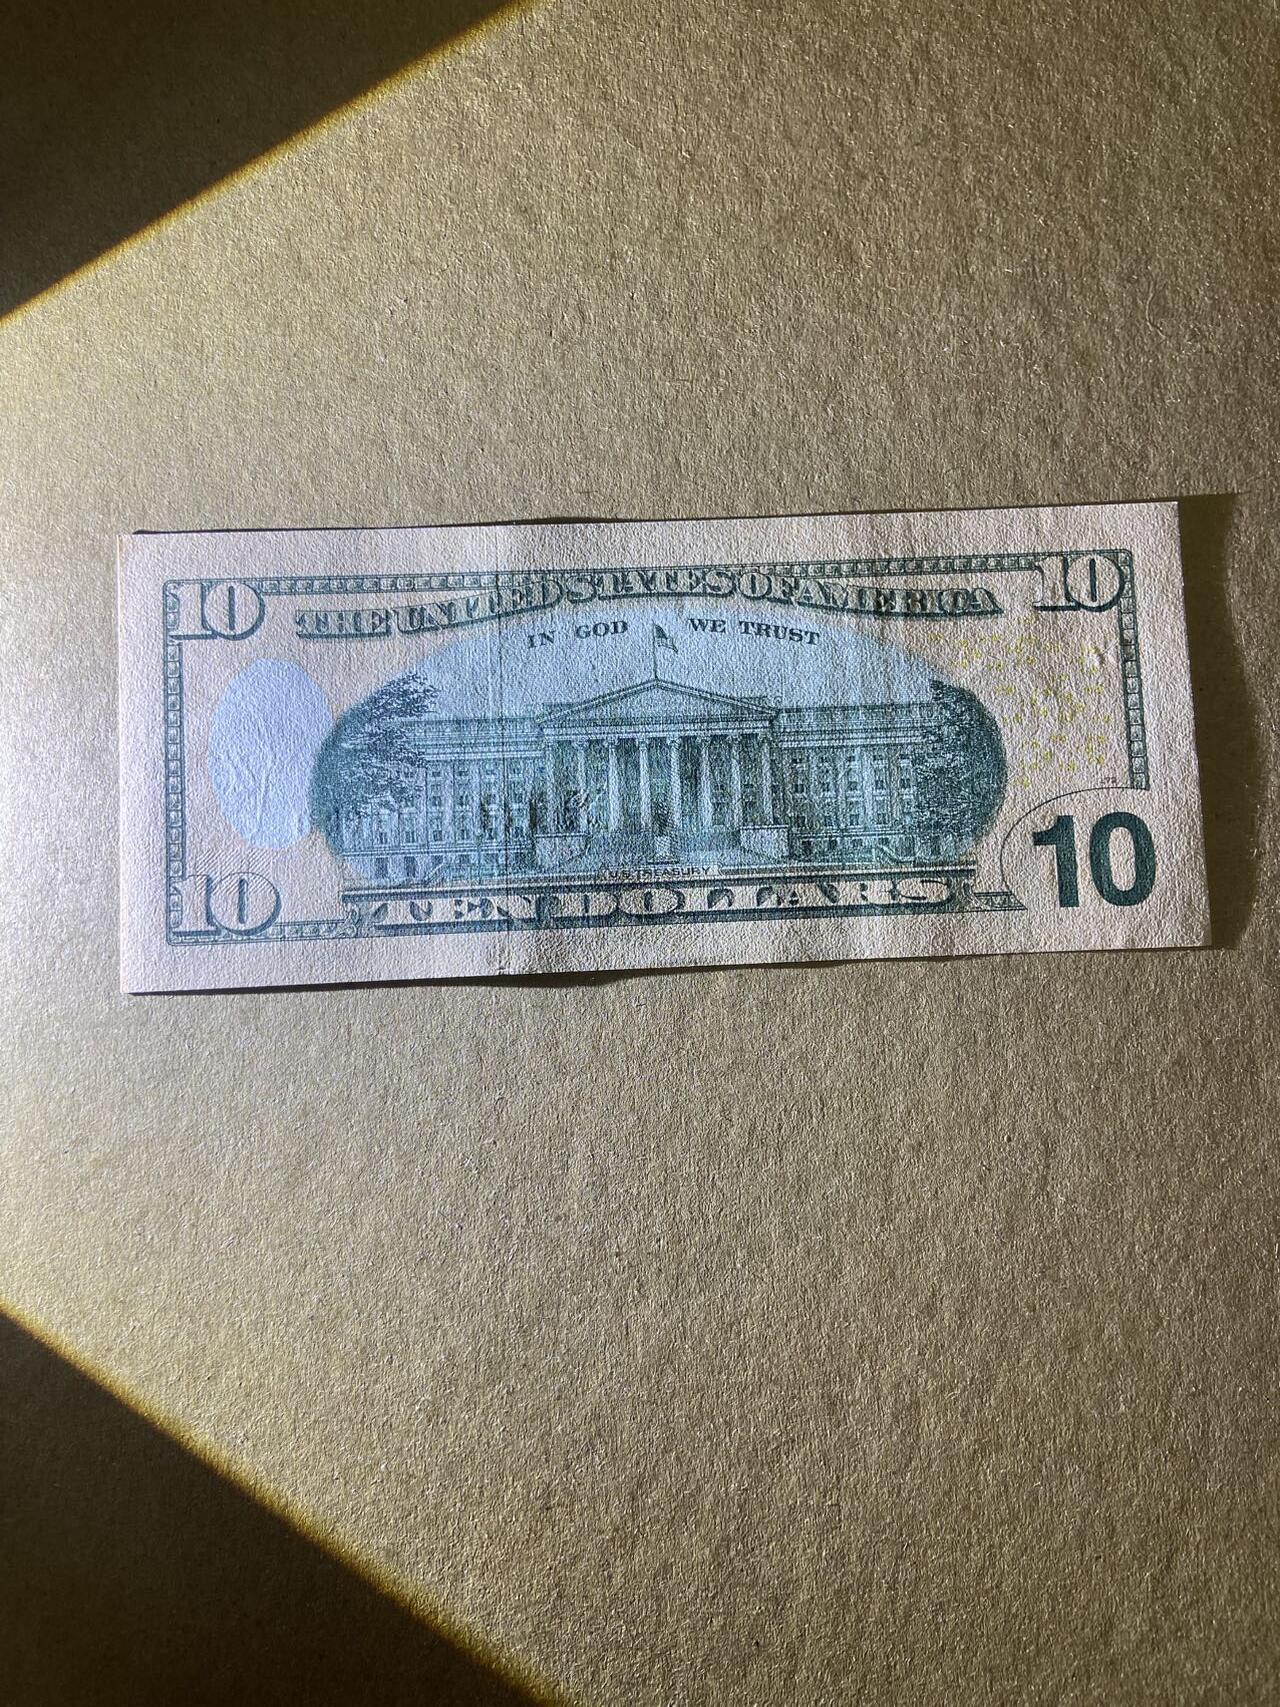 10 10
THE UNITED STATES OF AMERICA
IN GOD WE TRUST
U.S. TREASURY
10 TEN DOLLARS 10